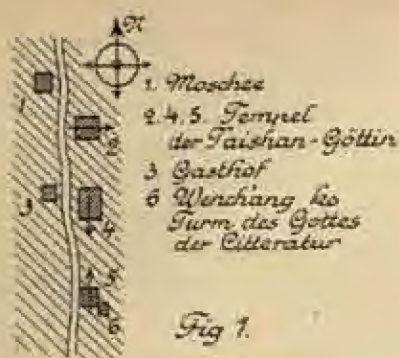 N
1. Moschee
2. 4. 5. Tempel
der Taishan-Göttin
3 Gasthof
6 Wenchang ko
Turm des Gottes
der Litteratur
1
2
3
4
5
6
Fig 1.